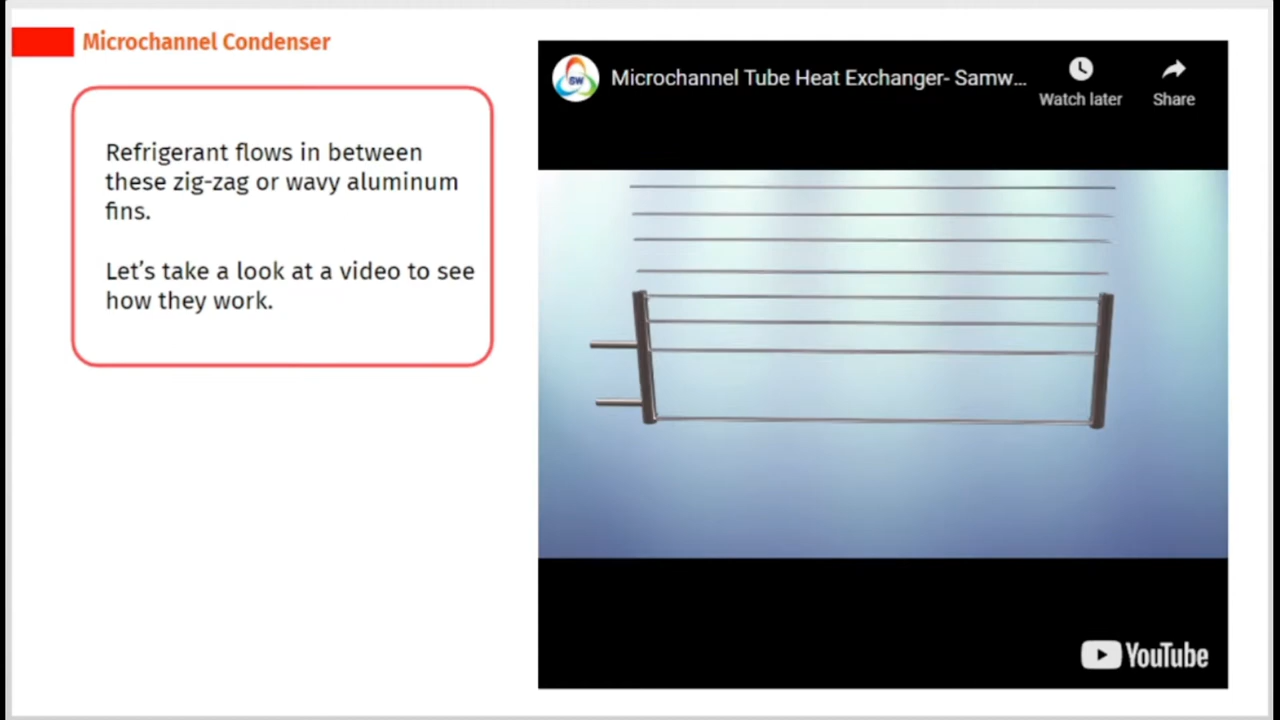 Microchannel Condenser
Refrigerant flows in between
these zig-zag or wavy aluminum
fins.
Let's take a look at a video to see
how they work.
SW
Microchannel Tube Heat Exchanger- Samw...
Watch later
Share
YouTube